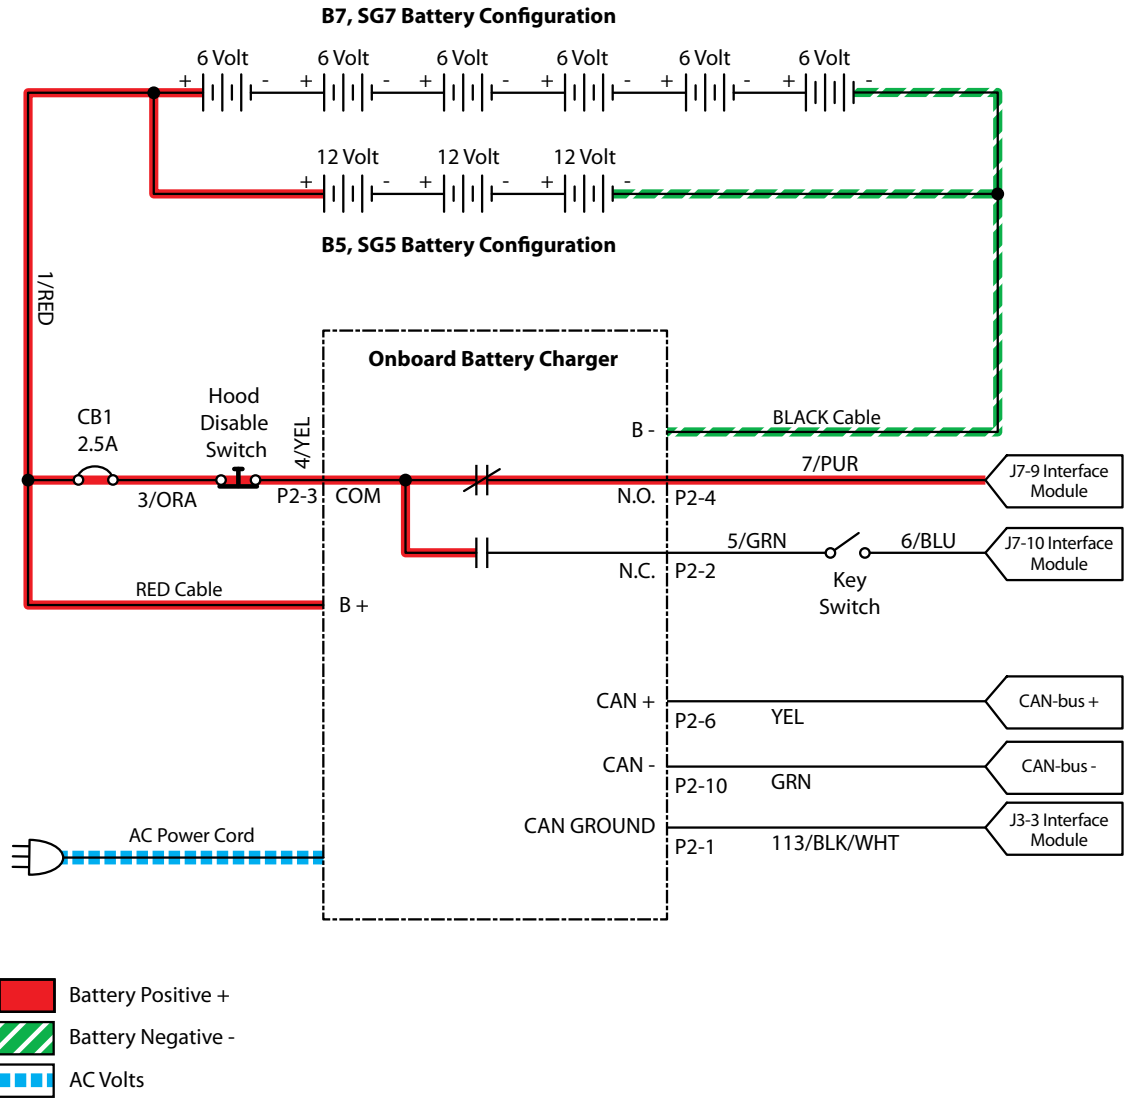 B7, SG7 Battery Configuration
6 Volt 6 Volt 6 Volt 6 Volt 6 Volt 6 Volt
+ - + - + - + - + - + -
12 Volt 12 Volt 12 Volt
+ - + - + -
B5, SG5 Battery Configuration
1/RED
Onboard Battery Charger
CB1
2.5A
Hood
Disable
Switch
4/YEL
B -
BLACK Cable
3/ORA
P2-3
COM
N.O.
P2-4
7/PUR
J7-9 Interface
Module
5/GRN
6/BLU
J7-10 Interface
Module
N.C.
P2-2
Key
Switch
RED Cable
B +
CAN +
P2-6
YEL
CAN-bus +
CAN -
P2-10
GRN
CAN-bus -
CAN GROUND
P2-1
113/BLK/WHT
J3-3 Interface
Module
AC Power Cord
Battery Positive +
Battery Negative -
AC Volts